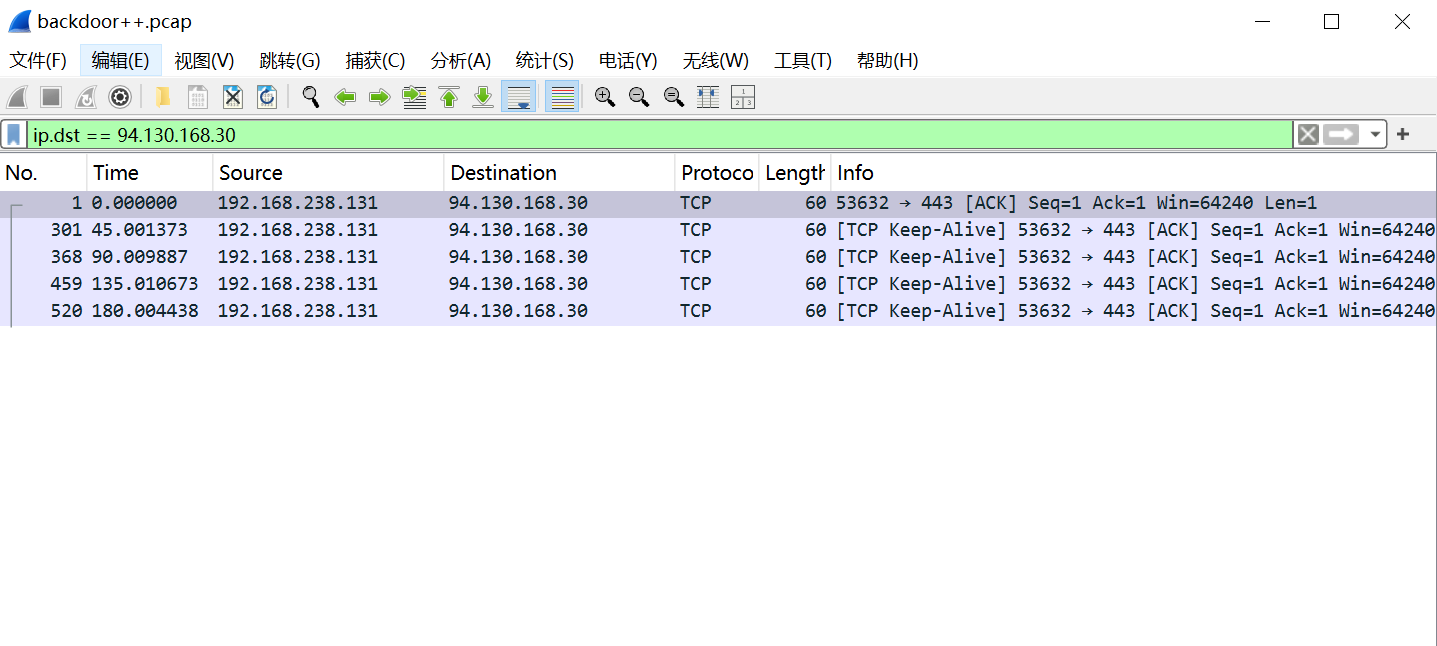 backdoor++.pcap
文件(F) 编辑(E) 视图(V) 跳转(G) 捕获(C) 分析(A) 统计(S) 电话(Y) 无线(W) 工具(T) 帮助(H)
ip.dst == 94.130.168.30
No. Time Source Destination Protoco Length Info
1 0.000000 192.168.238.131 94.130.168.30 TCP 60 53632 → 443 [ACK] Seq=1 Ack=1 Win=64240 Len=1
301 45.001373 192.168.238.131 94.130.168.30 TCP 60 [TCP Keep-Alive] 53632 → 443 [ACK] Seq=1 Ack=1 Win=64240
368 90.009887 192.168.238.131 94.130.168.30 TCP 60 [TCP Keep-Alive] 53632 → 443 [ACK] Seq=1 Ack=1 Win=64240
459 135.010673 192.168.238.131 94.130.168.30 TCP 60 [TCP Keep-Alive] 53632 → 443 [ACK] Seq=1 Ack=1 Win=64240
520 180.004438 192.168.238.131 94.130.168.30 TCP 60 [TCP Keep-Alive] 53632 → 443 [ACK] Seq=1 Ack=1 Win=64240